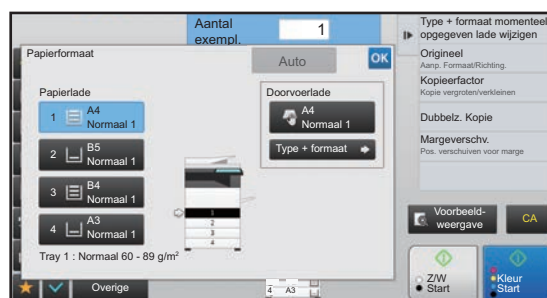 Aantal
exempl.
1
Papierformaat
Auto
OK
Papierlade
1
A4
Normaal 1
2
B5
Normaal 1
3
B4
Normaal 1
4
A3
Normaal 1
Tray 1 : Normaal 60 - 89 g/m²
Doorvoerlade
A4
Normaal 1
Type + formaat
1
2
3
4
Overige
4 A3
Type + formaat momenteel
opgegeven lade wijzigen
Origineel
Aanp. Formaat/Richting.
Kopieerfactor
Kopie vergroten/verkleinen
Dubbelz. Kopie
Margeverschv.
Pos. verschuiven voor marge
Voorbeeld-
weergave
CA
Z/W
Start
Kleur
Start